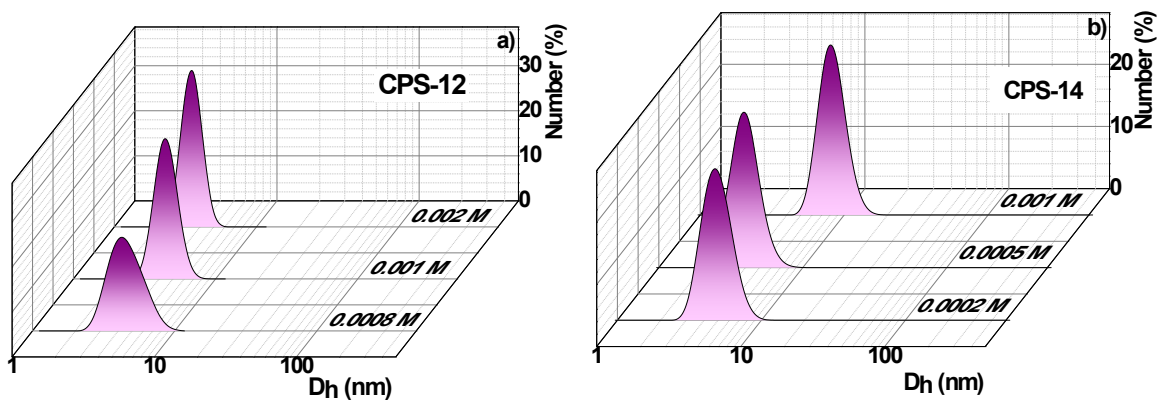 a)
CPS-12
Number (%)
30
20
10
0
0.002 M
0.001 M
0.0008 M
1
10
100
Dh (nm)
b)
CPS-14
Number (%)
20
10
0
0.001 M
0.0005 M
0.0002 M
1
10
100
Dh (nm)